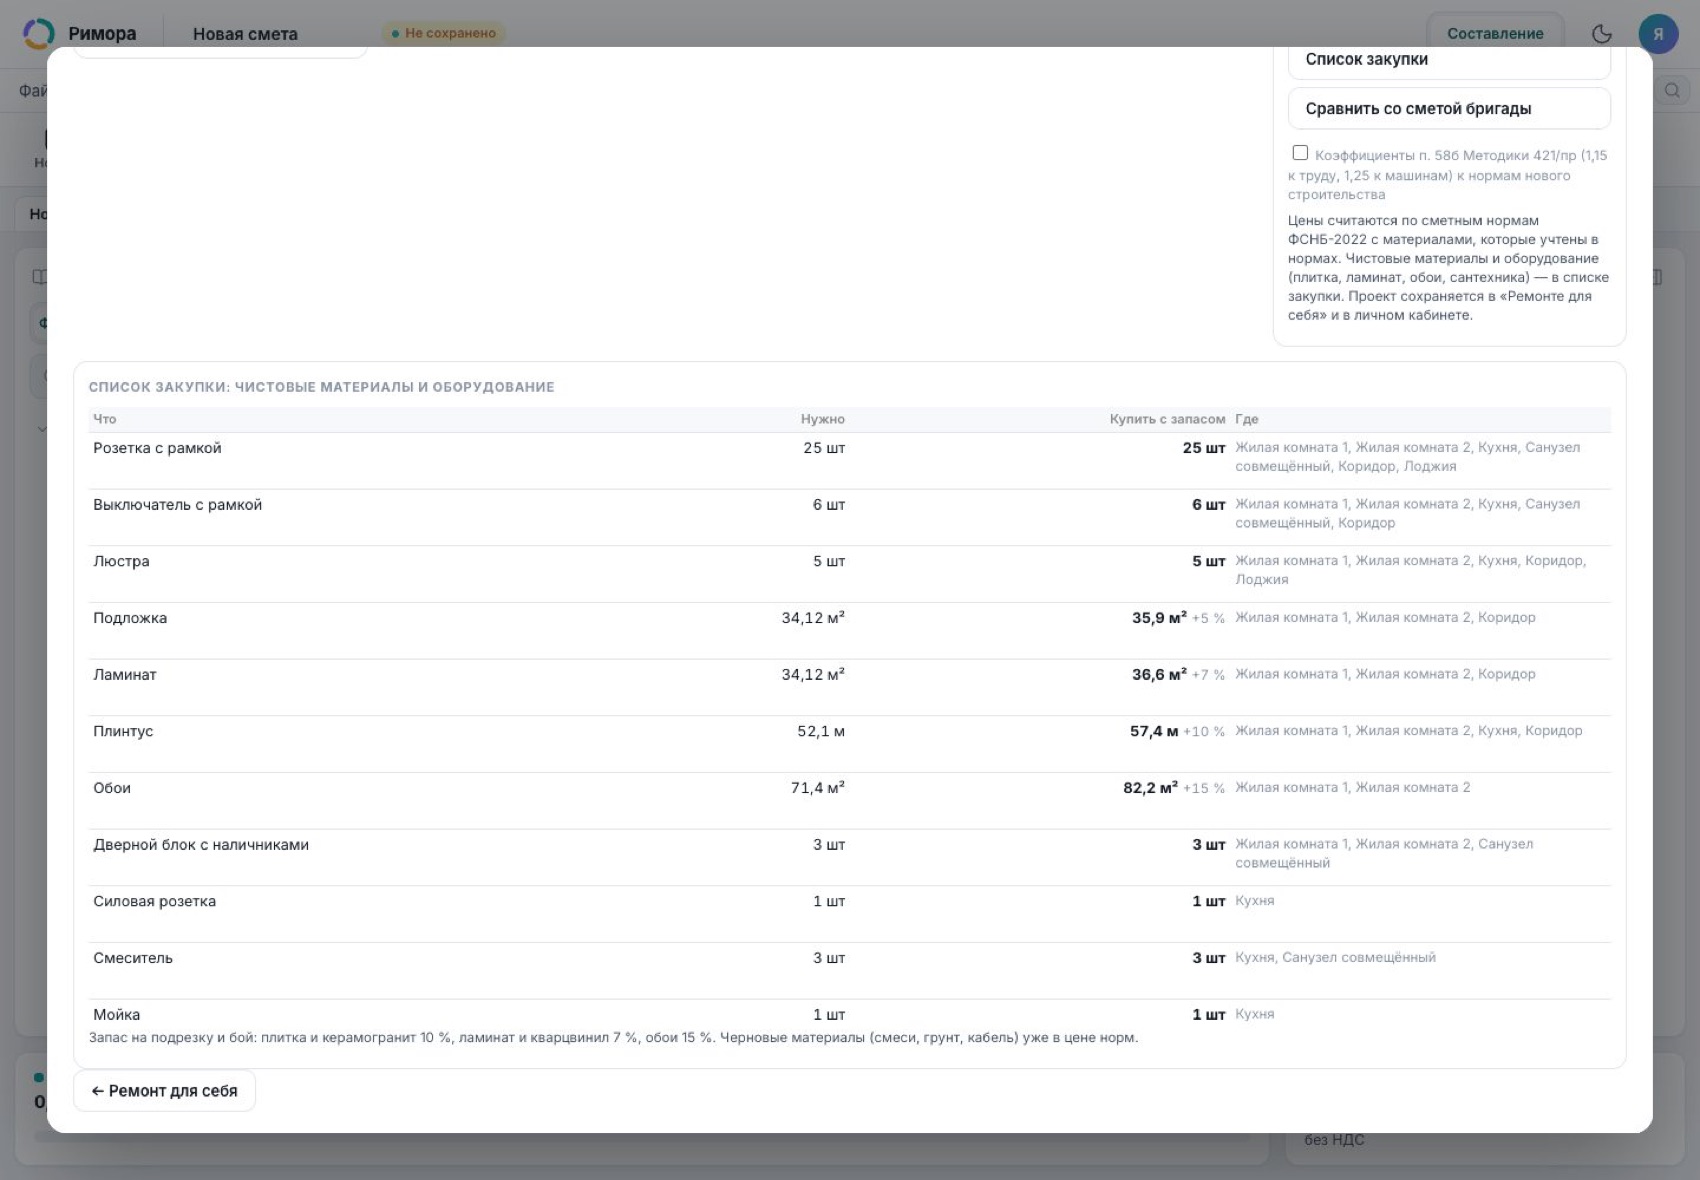 Римора
Новая смета
Не сохранено
Составление
Я
Список закупки
Сравнить со сметой бригады
Коэффициенты п. 58б Методики 421/пр (1,15
к труду, 1,25 к машинам) к нормам нового
строительства
Цены считаются по сметным нормам
ФСНБ-2022 с материалами, которые учтены в
нормах. Чистовые материалы и оборудование
(плитка, ламинат, обои, сантехника) — в списке
закупки. Проект сохраняется в «Ремонте для
себя» и в личном кабинете.
СПИСОК ЗАКУПКИ: ЧИСТОВЫЕ МАТЕРИАЛЫ И ОБОРУДОВАНИЕ
Что Нужно Купить с запасом Где
Розетка с рамкой 25 шт 25 шт Жилая комната 1, Жилая комната 2, Кухня, Санузел
совмещённый, Коридор, Лоджия
Выключатель с рамкой 6 шт 6 шт Жилая комната 1, Жилая комната 2, Кухня, Санузел
совмещённый, Коридор
Люстра 5 шт 5 шт Жилая комната 1, Жилая комната 2, Кухня, Коридор,
Лоджия
Подложка 34,12 м² 35,9 м² +5 % Жилая комната 1, Жилая комната 2, Коридор
Ламинат 34,12 м² 36,6 м² +7 % Жилая комната 1, Жилая комната 2, Коридор
Плинтус 52,1 м 57,4 м +10 % Жилая комната 1, Жилая комната 2, Кухня, Коридор
Обои 71,4 м² 82,2 м² +15 % Жилая комната 1, Жилая комната 2
Дверной блок с наличниками 3 шт 3 шт Жилая комната 1, Жилая комната 2, Санузел
совмещённый
Силовая розетка 1 шт 1 шт Кухня
Смеситель 3 шт 3 шт Кухня, Санузел совмещённый
Мойка 1 шт 1 шт Кухня
Запас на подрезку и бой: плитка и керамогранит 10 %, ламинат и кварцвинил 7 %, обои 15 %. Черновые материалы (смеси, грунт, кабель) уже в цене норм.
← Ремонт для себя
без НДС